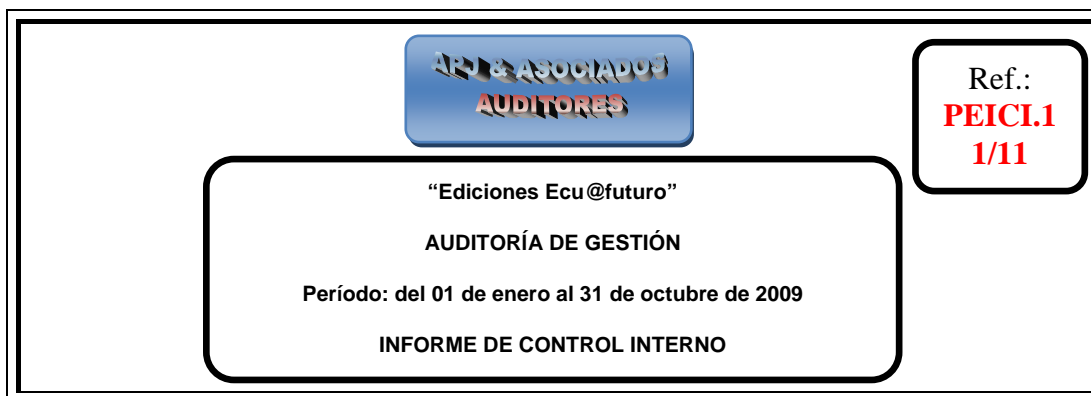 APJ & ASOCIADOS
AUDITORES
Ref.:
PEICI.1
1/11
“Ediciones Ecu@futuro”
AUDITORÍA DE GESTIÓN
Período: del 01 de enero al 31 de octubre de 2009
INFORME DE CONTROL INTERNO